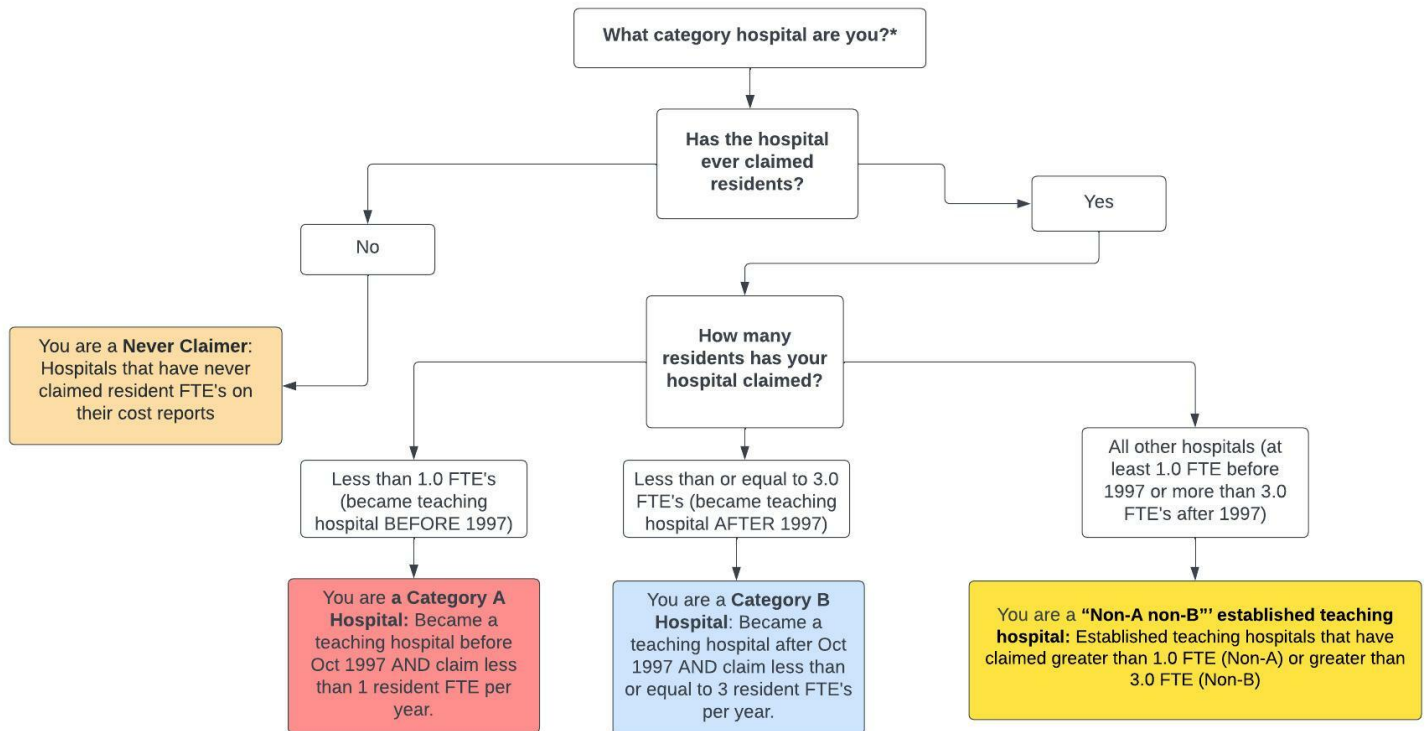 What category hospital are you?*
Has the hospital
ever claimed
residents?
Yes
No
How many
residents has your
hospital claimed?
You are a Never Claimer:
Hospitals that have never
claimed resident FTE's on
their cost reports
Less than 1.0 FTE's
(became teaching
hospital BEFORE 1997)
Less than or equal to 3.0
FTE's (became teaching
hospital AFTER 1997)
All other hospitals (at
least 1.0 FTE before
1997 or more than 3.0
FTE's after 1997)
You are a Category A
Hospital: Became a
teaching hospital before
Oct 1997 AND claim less
than 1 resident FTE per
year.
You are a Category B
Hospital: Became a
teaching hospital after Oct
1997 AND claim less than
or equal to 3 resident FTE's
per year.
You are a “Non-A non-B”' established teaching
hospital: Established teaching hospitals that have
claimed greater than 1.0 FTE (Non-A) or greater than
3.0 FTE (Non-B)